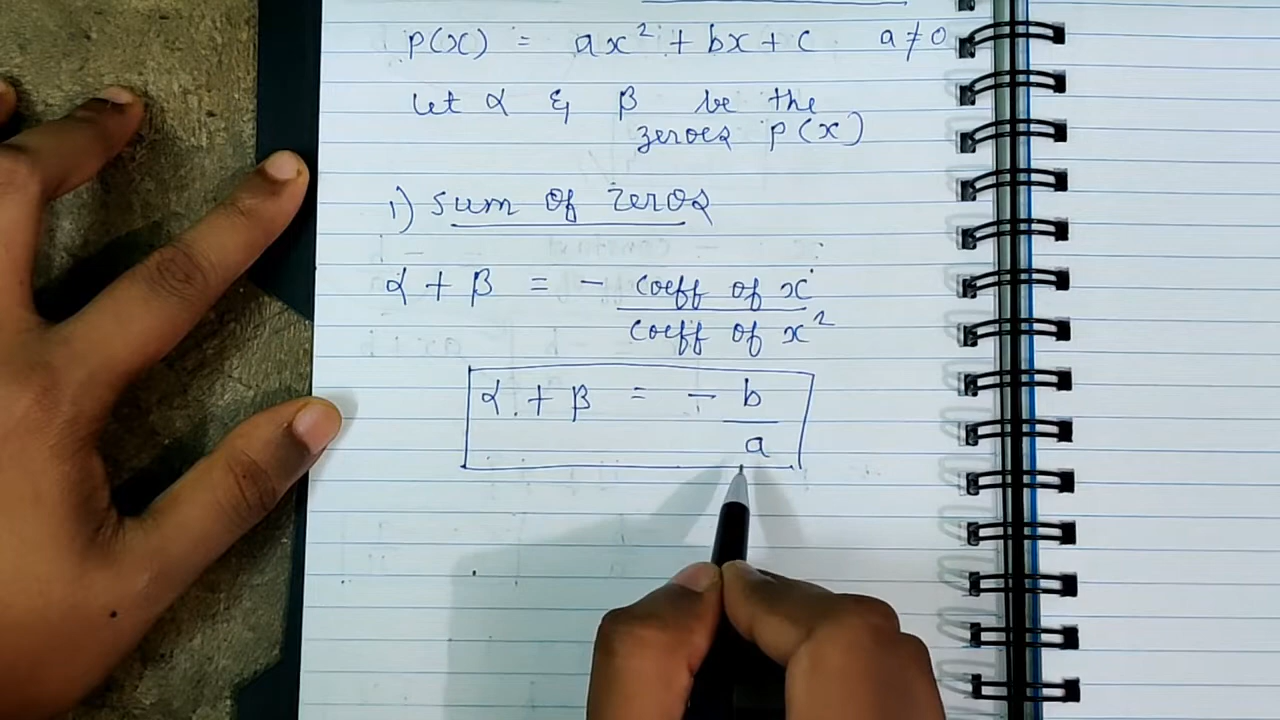 p(x) = ax² + bx + c a ≠ 0
Let α & β be the
zeroes p(x)
1) Sum of zeros
α + β = - coeff of x / coeff of x²
α + β = - b / a